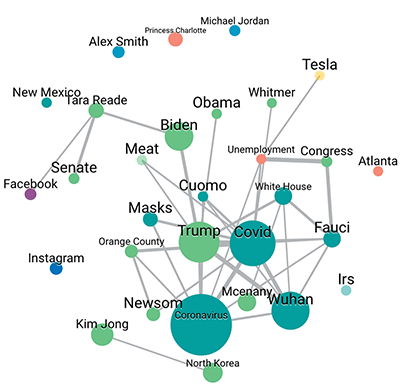 Michael Jordan
Princess Charlotte
Alex Smith
Tesla
New Mexico
Tara Reade
Obama
Whitmer
Biden
Meat
Unemployment
Congress
Atlanta
Senate
Facebook
Cuomo
White House
Masks
Trump
Covid
Fauci
Orange County
Instagram
Irs
Mcenany
Wuhan
Newsom
Coronavirus
Kim Jong
North Korea